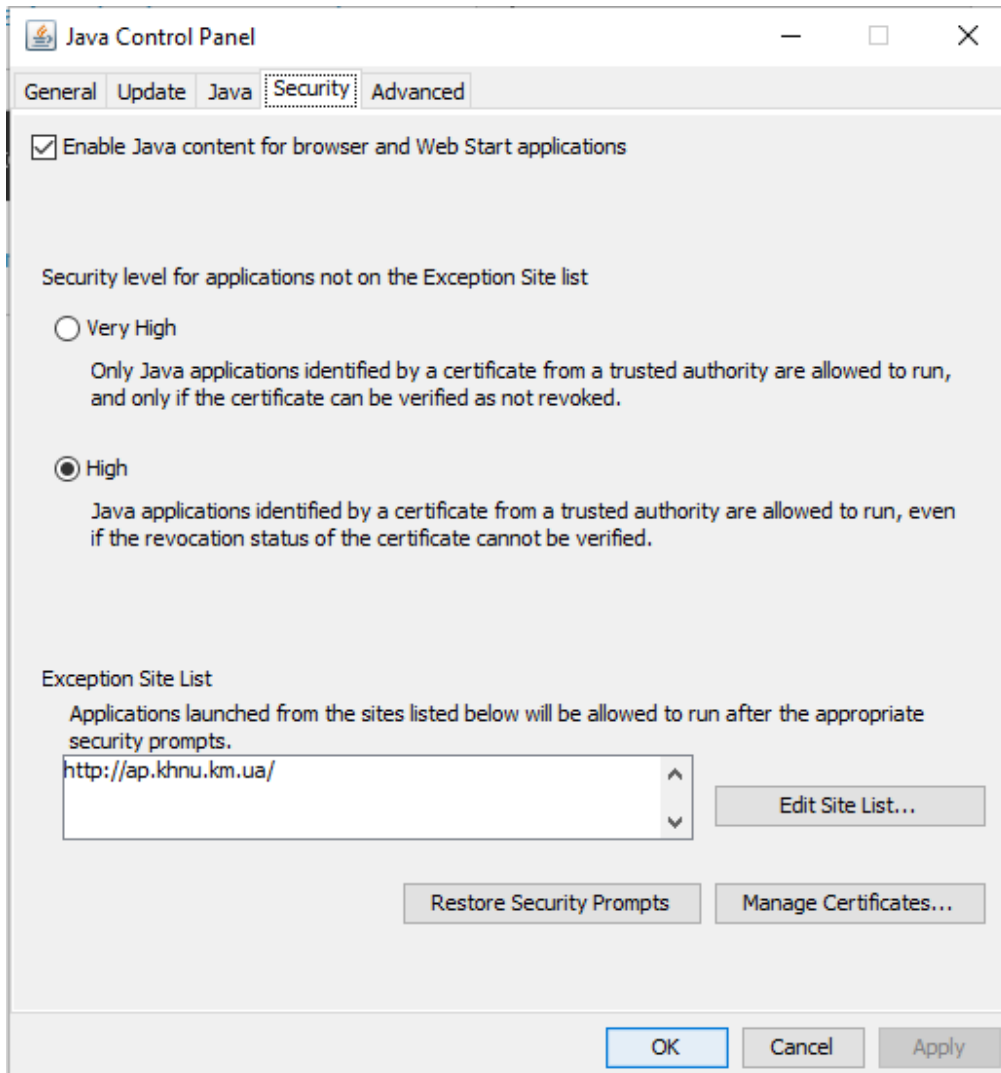 Java Control Panel
General Update Java Security Advanced
Enable Java content for browser and Web Start applications
Security level for applications not on the Exception Site list
Very High
Only Java applications identified by a certificate from a trusted authority are allowed to run,
and only if the certificate can be verified as not revoked.
High
Java applications identified by a certificate from a trusted authority are allowed to run, even
if the revocation status of the certificate cannot be verified.
Exception Site List
Applications launched from the sites listed below will be allowed to run after the appropriate
security prompts.
http://ap.khnu.km.ua/
Edit Site List...
Restore Security Prompts Manage Certificates...
OK Cancel Apply